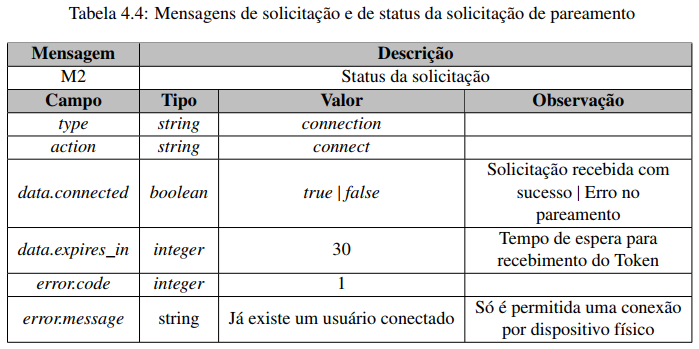 Tabela 4.4: Mensagens de solicitação e de status da solicitação de pareamento
Mensagem Descrição
M2 Status da solicitação
Campo Tipo Valor Observação
type string connection
action string connect
data.connected boolean true | false Solicitação recebida com
sucesso | Erro no
pareamento
data.expires_in integer 30 Tempo de espera para
recebimento do Token
error.code integer 1
error.message string Já existe um usuário conectado Só é permitida uma conexão
por dispositivo físico